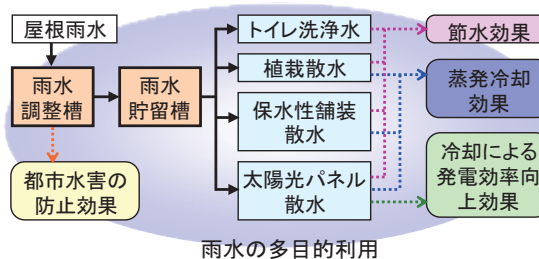 屋根雨水
雨水
調整槽
雨水
貯留槽
都市水害の
防止効果
トイレ洗浄水
植栽散水
保水性舗装
散水
太陽光パネル
散水
節水効果
蒸発冷却
効果
冷却による
発電効率向
上効果
雨水の多目的利用